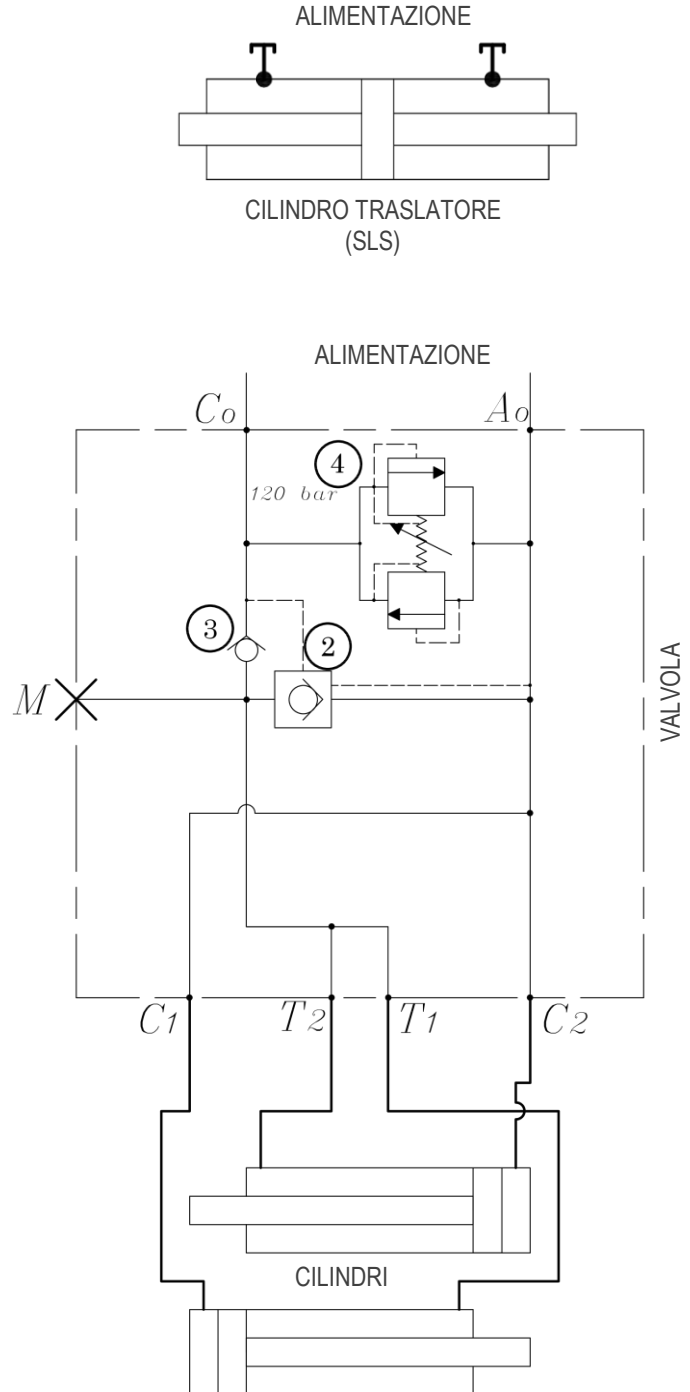 ALIMENTAZIONE
CILINDRO TRASLATORE
(SLS)
ALIMENTAZIONE
Co
Ao
4
120 bar
3
2
M
VALVOLA
C1
T2
T1
C2
CILINDRI